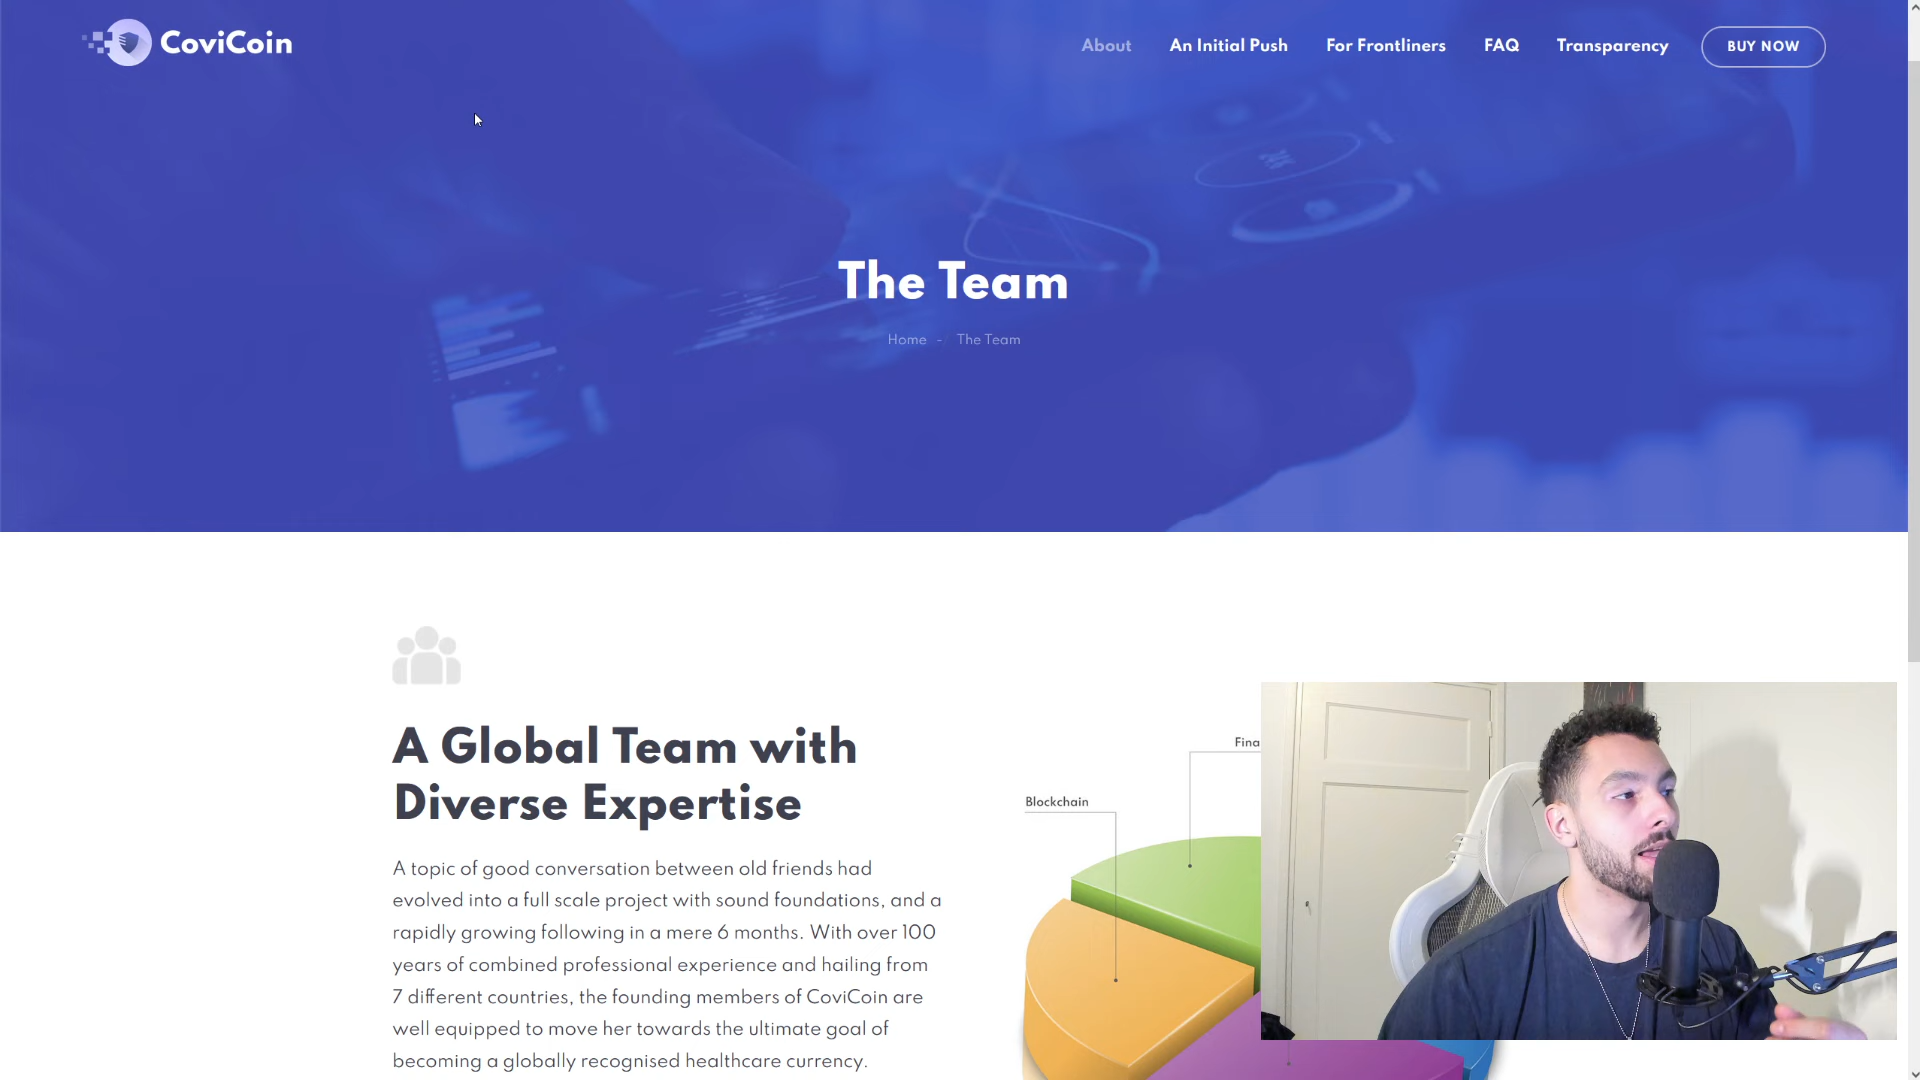 CoviCoin
About
An Initial Push
For Frontliners
FAQ
Transparency
BUY NOW
The Team
Home - The Team
A Global Team with
Diverse Expertise
A topic of good conversation between old friends had
evolved into a full scale project with sound foundations, and a
rapidly growing following in a mere 6 months. With over 100
years of combined professional experience and hailing from
7 different countries, the founding members of CoviCoin are
well equipped to move her towards the ultimate goal of
becoming a globally recognised healthcare currency.
Fina
Blockchain